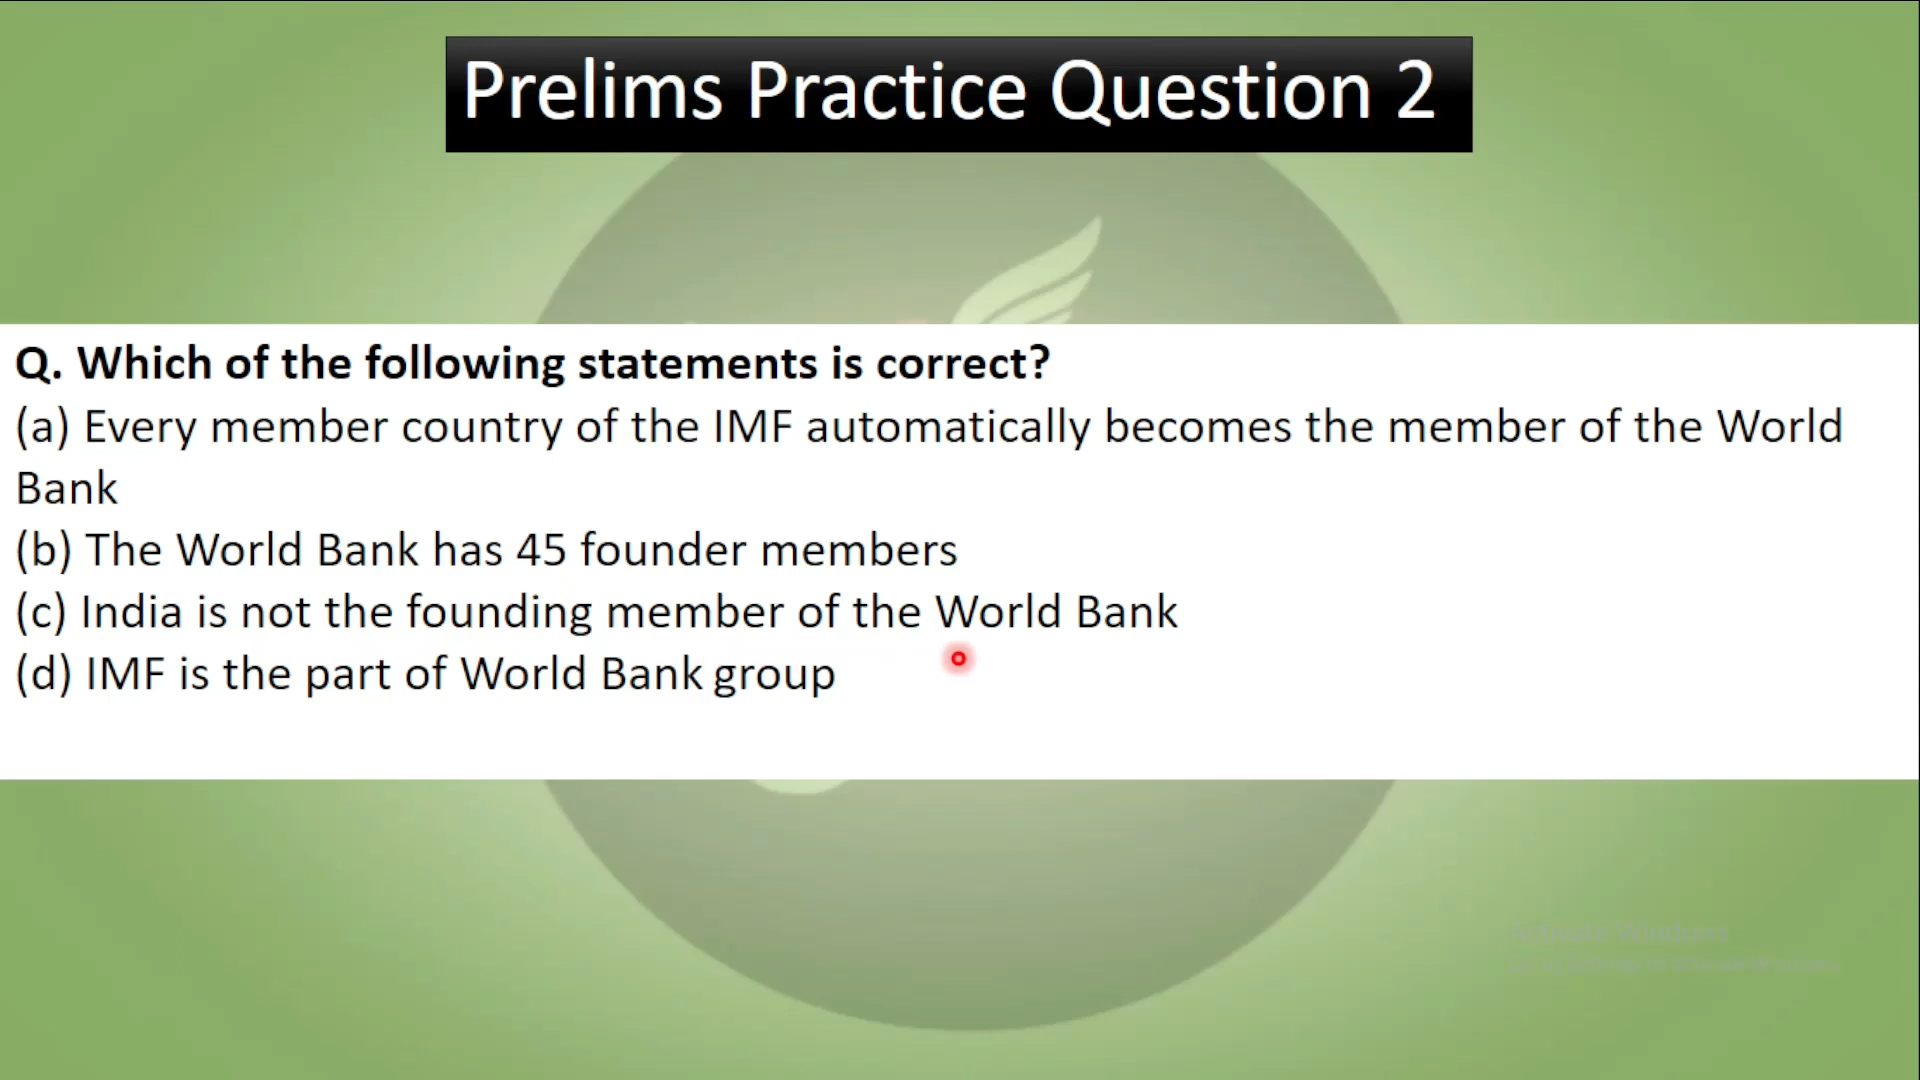 Prelims Practice Question 2
Q. Which of the following statements is correct?
(a) Every member country of the IMF automatically becomes the member of the World
Bank
(b) The World Bank has 45 founder members
(c) India is not the founding member of the World Bank
(d) IMF is the part of World Bank group